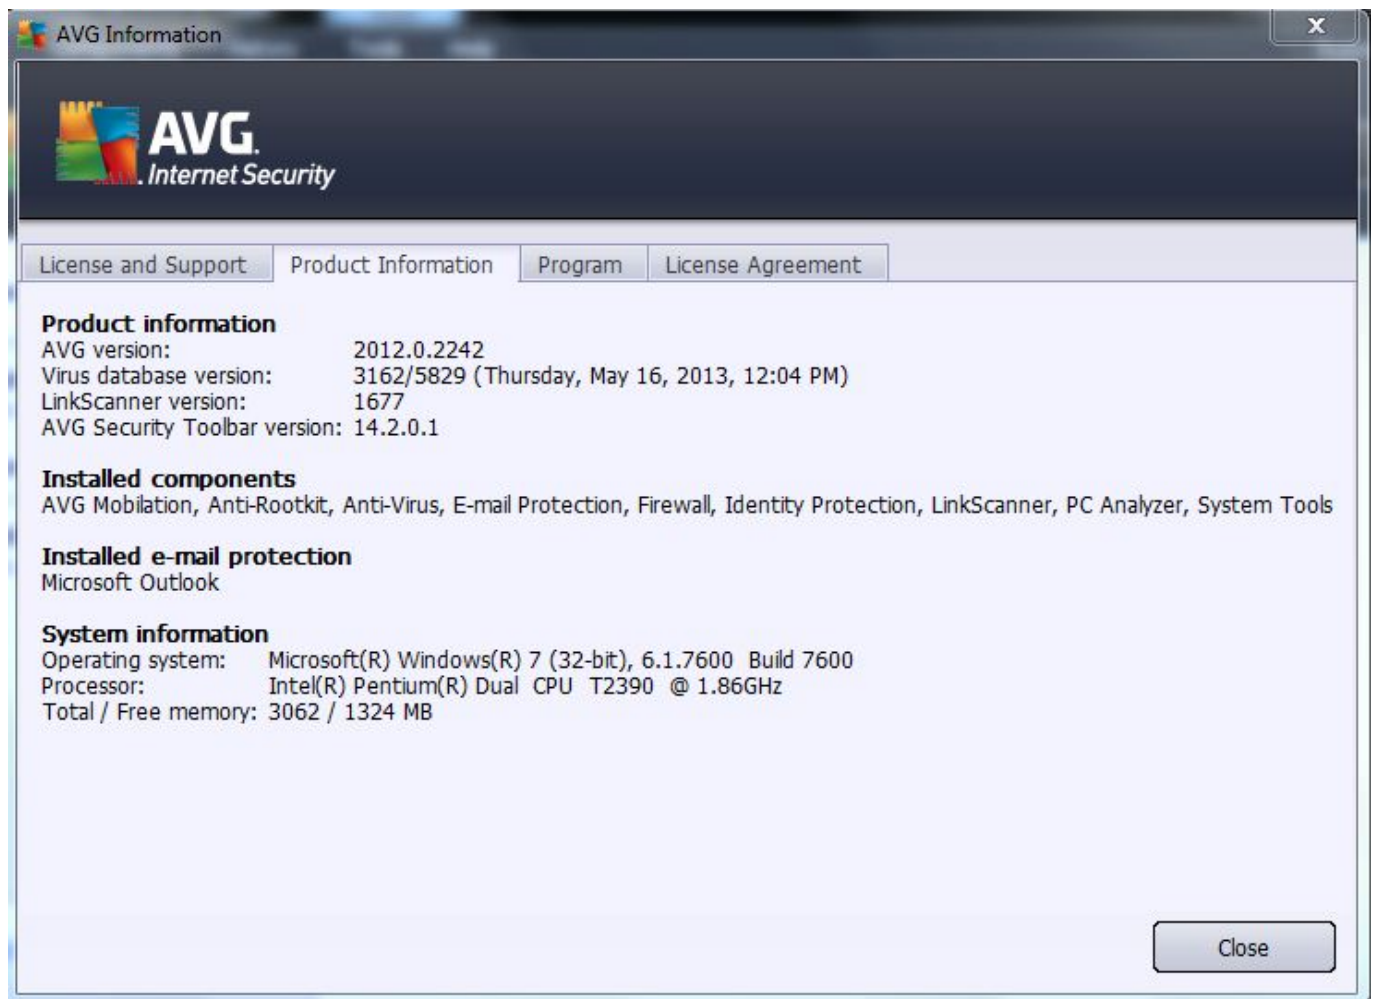 AVG Information
x
AVG.
Internet Security
License and Support Product Information Program License Agreement
Product information
AVG version: 2012.0.2242
Virus database version: 3162/5829 (Thursday, May 16, 2013, 12:04 PM)
LinkScanner version: 1677
AVG Security Toolbar version: 14.2.0.1
Installed components
AVG Mobilation, Anti-Rootkit, Anti-Virus, E-mail Protection, Firewall, Identity Protection, LinkScanner, PC Analyzer, System Tools
Installed e-mail protection
Microsoft Outlook
System information
Operating system: Microsoft(R) Windows(R) 7 (32-bit), 6.1.7600 Build 7600
Processor: Intel(R) Pentium(R) Dual CPU T2390 @ 1.86GHz
Total / Free memory: 3062 / 1324 MB
Close